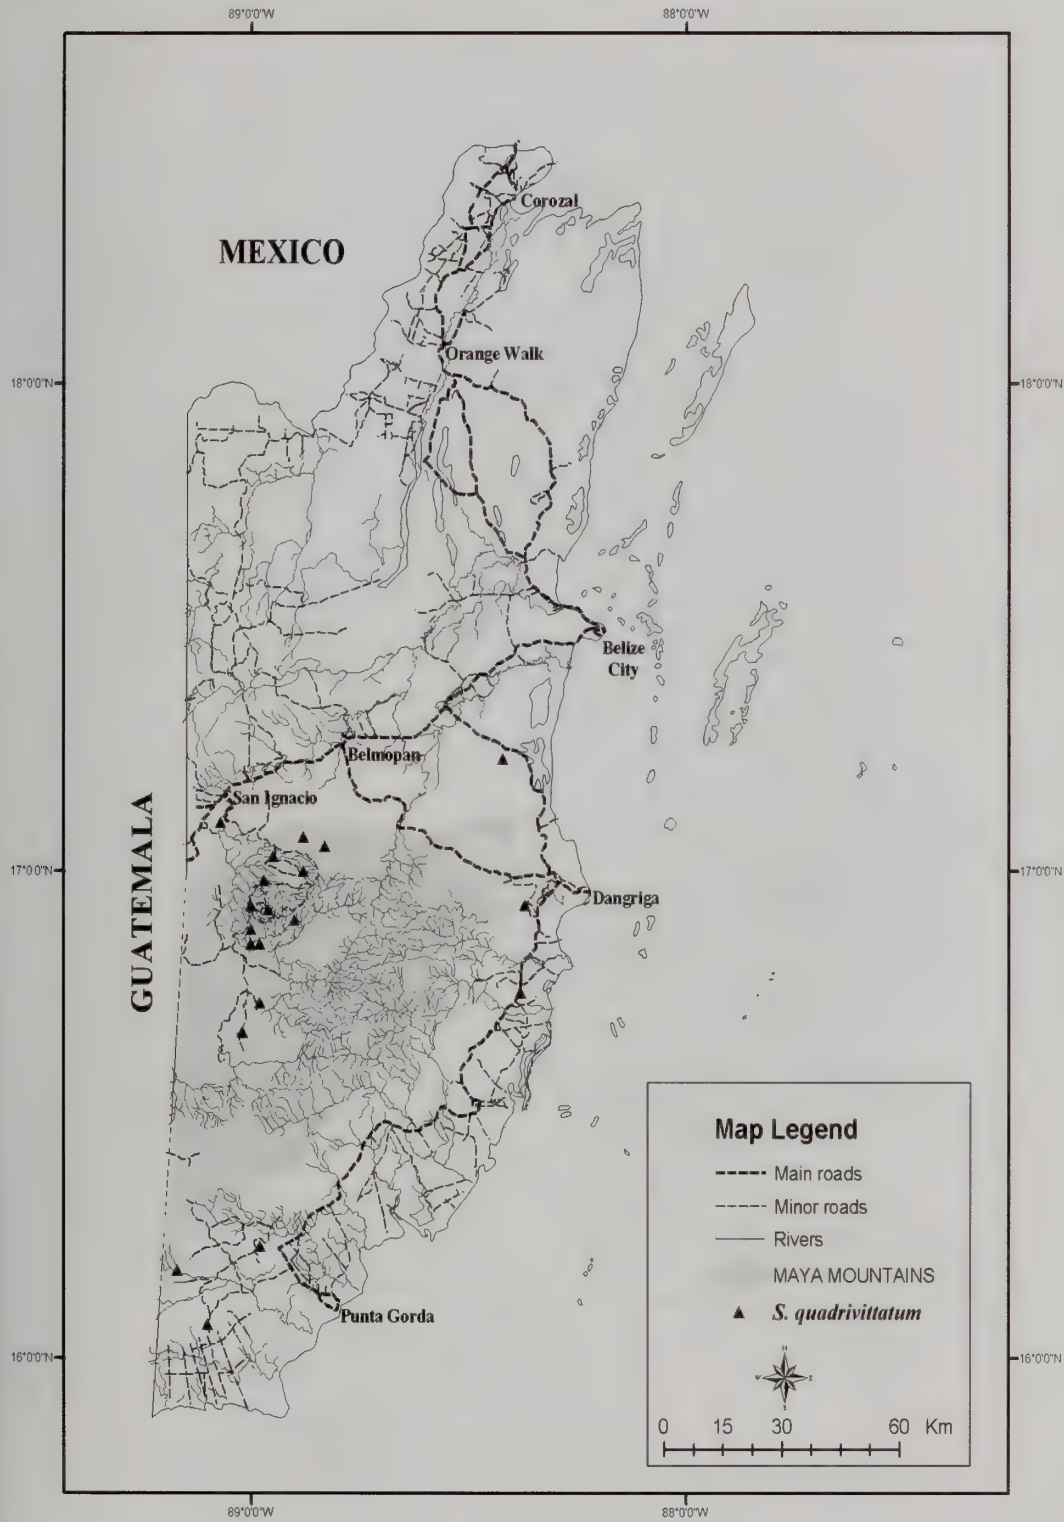 89°0'0"W
88°0'0"W
MEXICO
Corozal
Orange Walk
18°0'0"N
18°0'0"N
Belize
City
Belmopan
San Ignacio
GUATEMALA
17°0'0"N
17°0'0"N
Dangriga
Punta Gorda
16°0'0"N
16°0'0"N
Map Legend
Main roads
Minor roads
Rivers
MAYA MOUNTAINS
S. quadrivittatum
N
W
E
S
0 15 30 60 Km
89°0'0"W
88°0'0"W